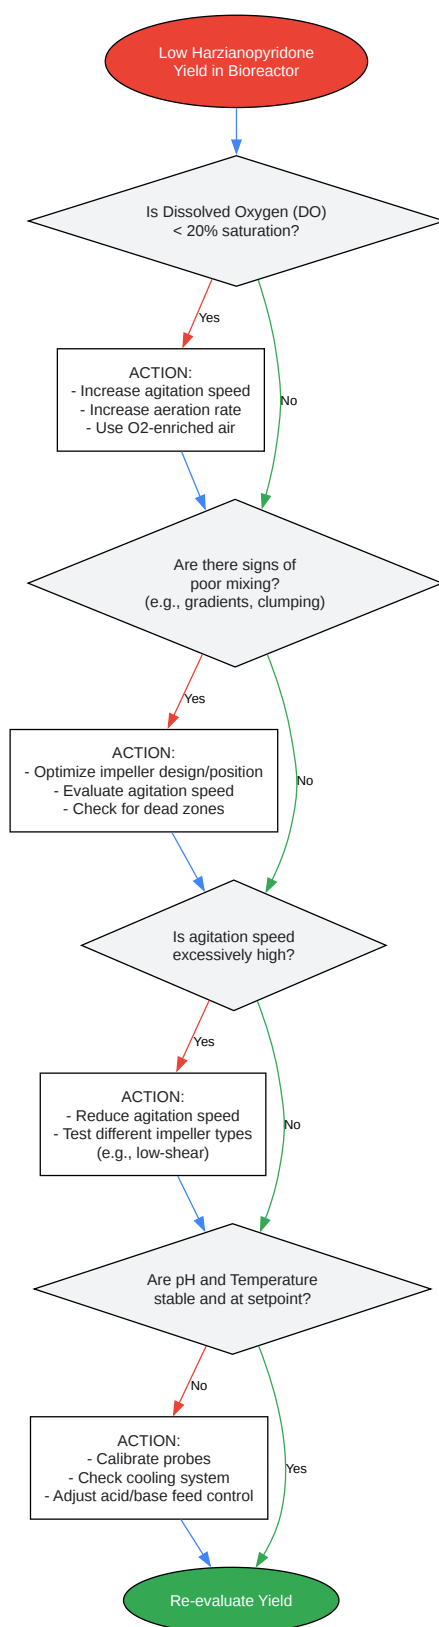 Low Harzianopyridone
Yield in Bioreactor
Is Dissolved Oxygen (DO)
< 20% saturation?
Yes
No
ACTION:
- Increase agitation speed
- Increase aeration rate
- Use O2-enriched air
Are there signs of
poor mixing?
(e.g., gradients, clumping)
Yes
No
ACTION:
- Optimize impeller design/position
- Evaluate agitation speed
- Check for dead zones
Is agitation speed
excessively high?
Yes
No
ACTION:
- Reduce agitation speed
- Test different impeller types
(e.g., low-shear)
Are pH and Temperature
stable and at setpoint?
No
Yes
ACTION:
- Calibrate probes
- Check cooling system
- Adjust acid/base feed control
Re-evaluate Yield